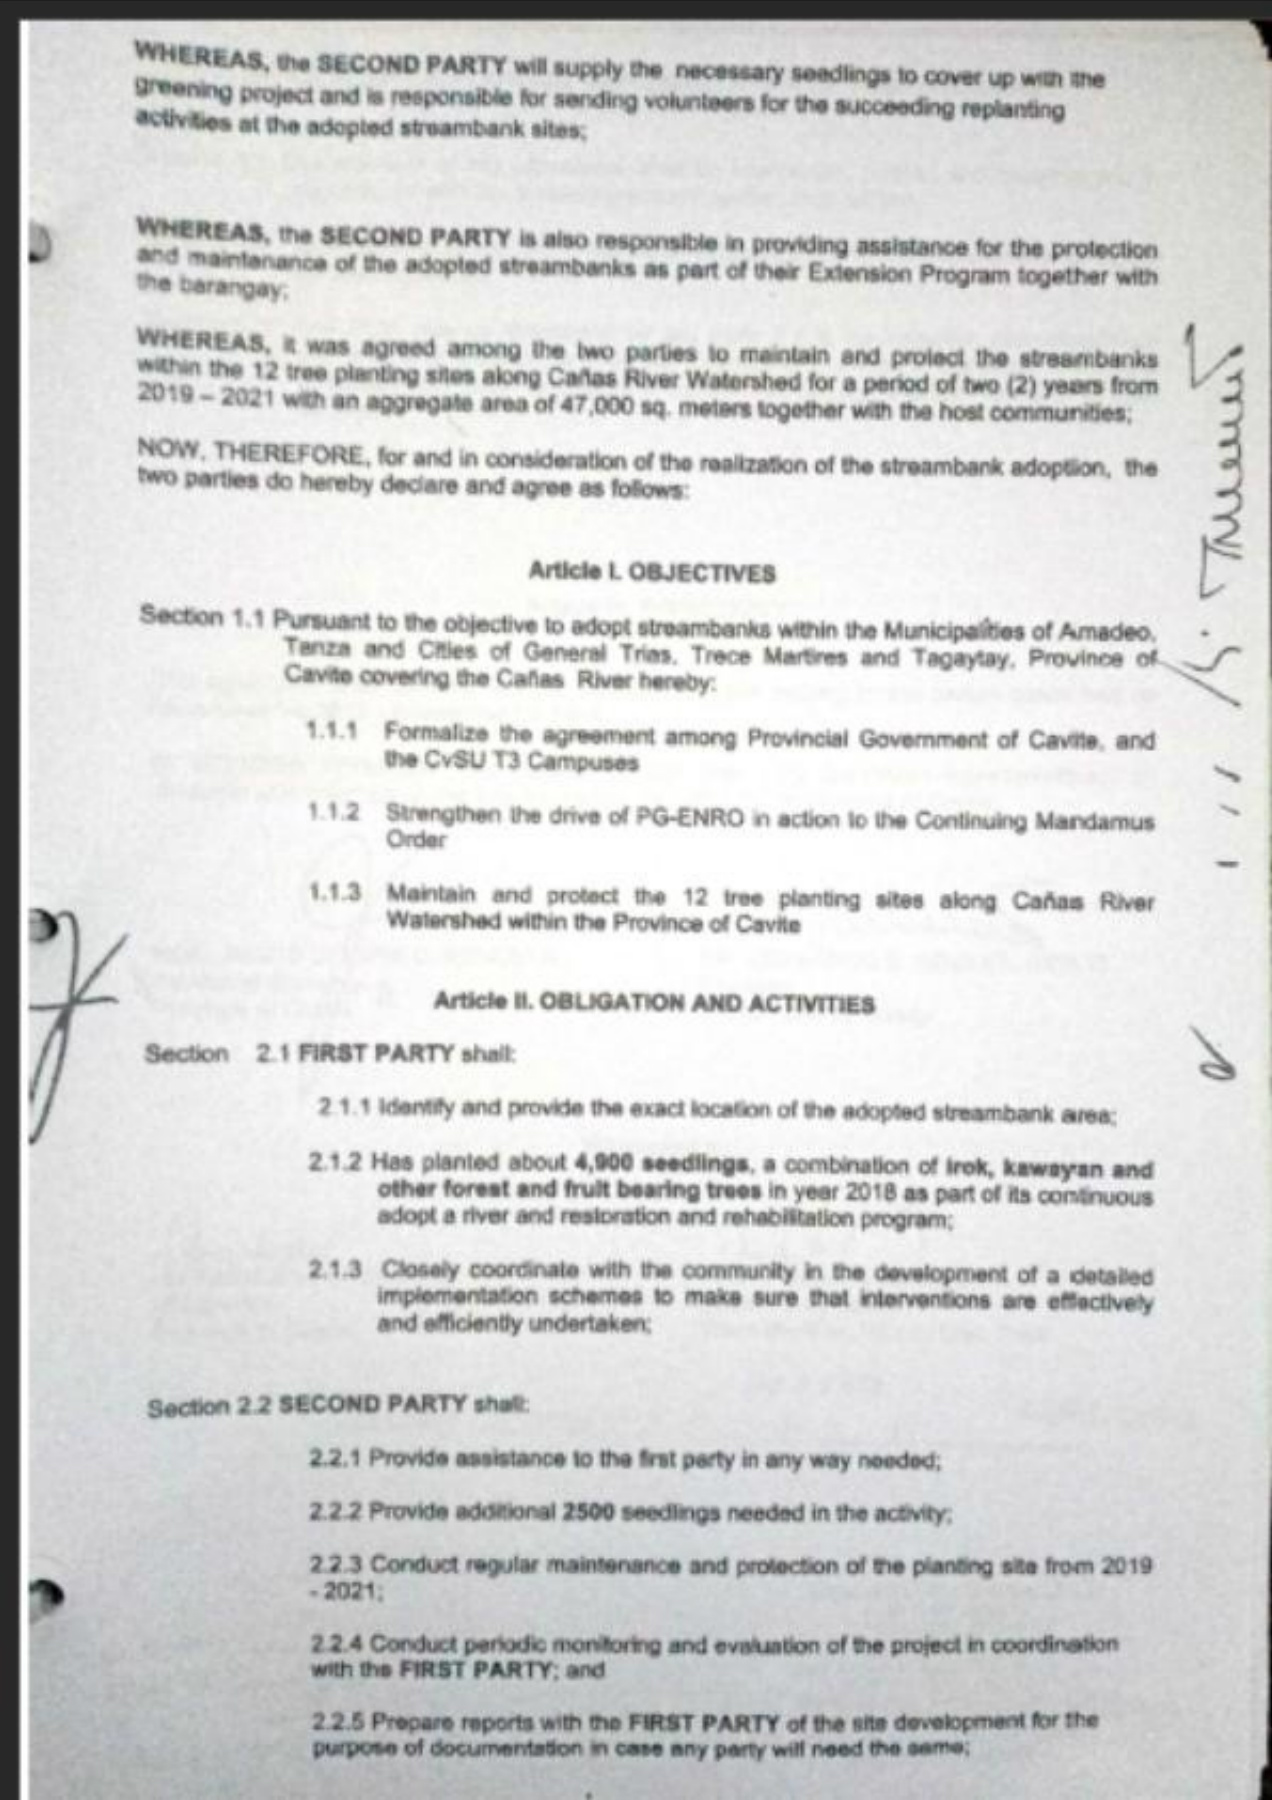 WHEREAS, the SECOND PARTY will supply the necessary seedlings to cover up with the
greening project and is responsible for sending volunteers for the succeeding replanting
activities at the adopted streambank sites;
WHEREAS, the SECOND PARTY is also responsible in providing assistance for the protection
and maintenance of the adopted streambanks as part of their Extension Program together with
the barangay;
WHEREAS, it was agreed among the two parties to maintain and protect the streambanks
within the 12 tree planting sites along Cañas River Watershed for a period of two (2) years from
2019 – 2021 with an aggregate area of 47,000 sq. meters together with the host communities;
NOW, THEREFORE, for and in consideration of the realization of the streambank adoption, the
two parties do hereby declare and agree as follows:
Article I. OBJECTIVES
Section 1.1 Pursuant to the objective to adopt streambanks within the Municipalities of Amadeo,
Tanza and Cities of General Trias, Trece Martires and Tagaytay, Province of
Cavite covering the Cañas River hereby:
1.1.1 Formalize the agreement among Provincial Government of Cavite, and
the CvSU T3 Campuses
1.1.2 Strengthen the drive of PG-ENRO in action to the Continuing Mandamus
Order
1.1.3 Maintain and protect the 12 tree planting sites along Cañas River
Watershed within the Province of Cavite
Article II. OBLIGATION AND ACTIVITIES
Section 2.1 FIRST PARTY shall:
2.1.1 Identify and provide the exact location of the adopted streambank area;
2.1.2 Has planted about 4,900 seedlings, a combination of irok, kawayan and
other forest and fruit bearing trees in year 2018 as part of its continuous
adopt a river and restoration and rehabilitation program;
2.1.3 Closely coordinate with the community in the development of a detailed
implementation schemes to make sure that interventions are effectively
and efficiently undertaken;
Section 2.2 SECOND PARTY shall:
2.2.1 Provide assistance to the first party in any way needed;
2.2.2 Provide additional 2500 seedlings needed in the activity;
2.2.3 Conduct regular maintenance and protection of the planting site from 2019
- 2021;
2.2.4 Conduct periodic monitoring and evaluation of the project in coordination
with the FIRST PARTY; and
2.2.5 Prepare reports with the FIRST PARTY of the site development for the
purpose of documentation in case any party will need the same;